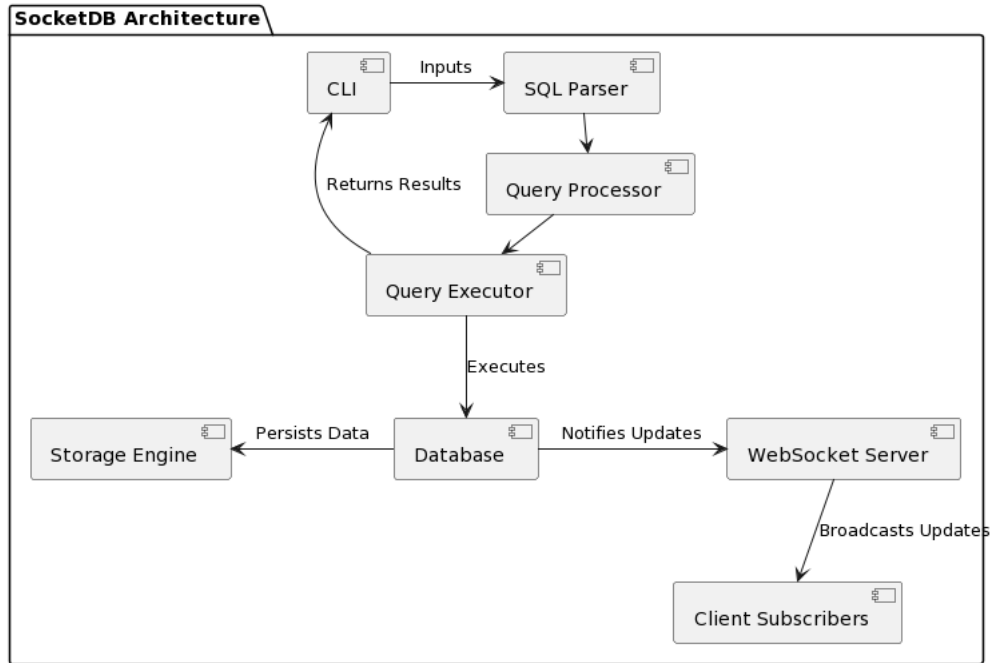 SocketDB Architecture
CLI
Inputs
SQL Parser
Query Processor
Returns Results
Query Executor
Executes
Storage Engine
Persists Data
Database
Notifies Updates
WebSocket Server
Broadcasts Updates
Client Subscribers